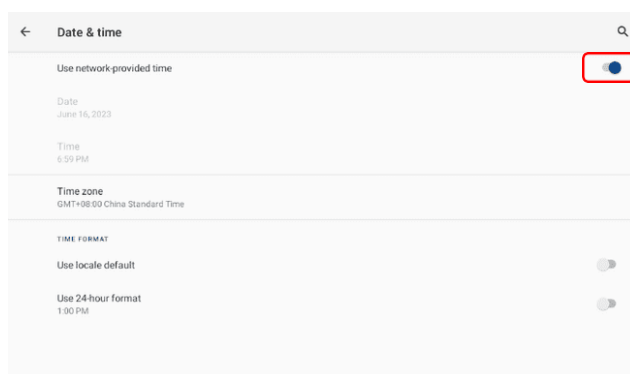 Date & time
Use network-provided time
Date
June 16, 2023
Time
6:59 PM
Time zone
GMT+08:00 China Standard Time
TIME FORMAT
Use locale default
Use 24-hour format
1:00 PM